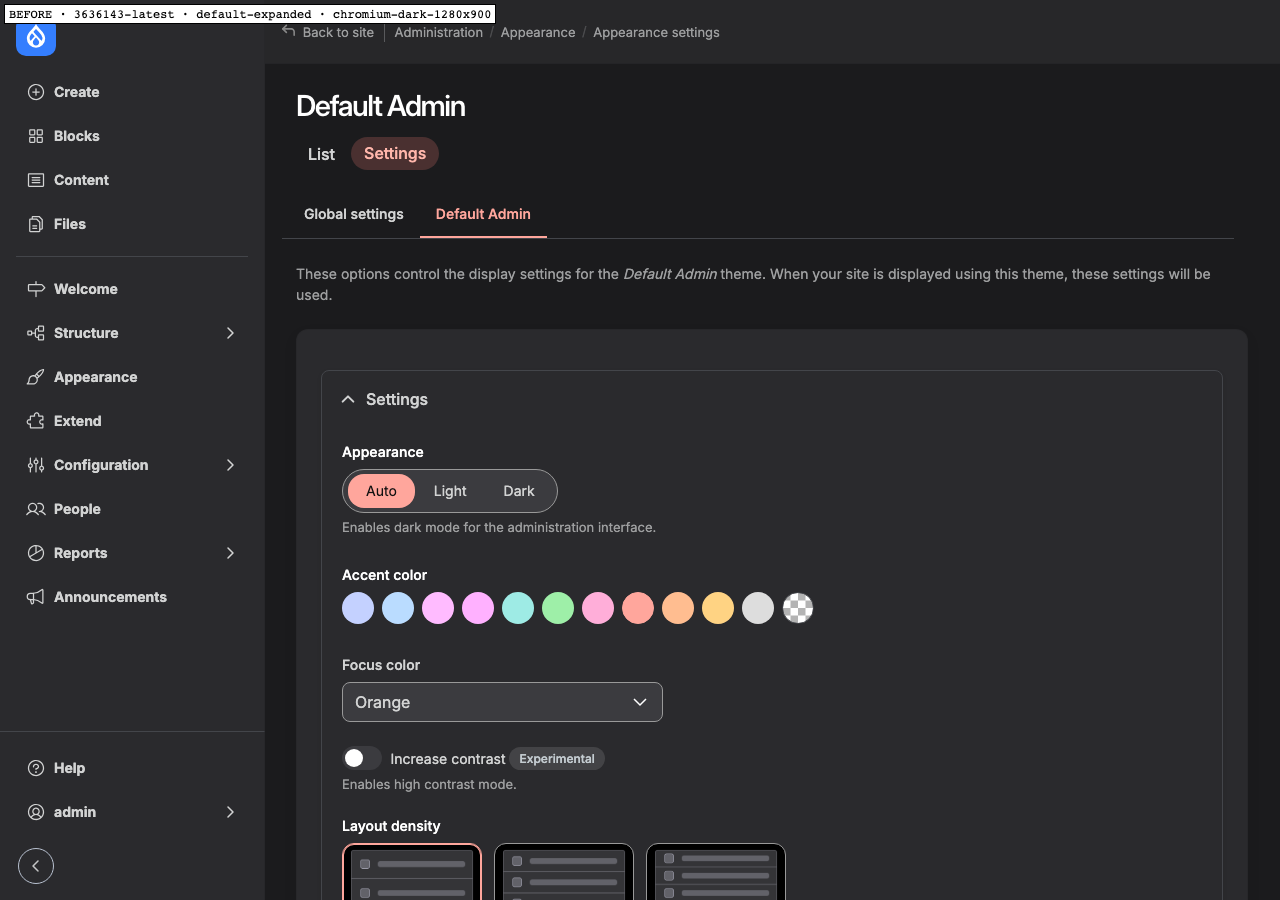 BEFORE • 3636143-latest • default-expanded • chromium-dark-1280x900
Back to site
Administration / Appearance / Appearance settings
Create
Blocks
Content
Files
Welcome
Structure
Appearance
Extend
Configuration
People
Reports
Announcements
Help
admin
Default Admin
List
Settings
Global settings
Default Admin
These options control the display settings for the Default Admin theme. When your site is displayed using this theme, these settings will be
used.
Settings
Appearance
Auto
Light
Dark
Enables dark mode for the administration interface.
Accent color
Focus color
Orange
Increase contrast
Experimental
Enables high contrast mode.
Layout density